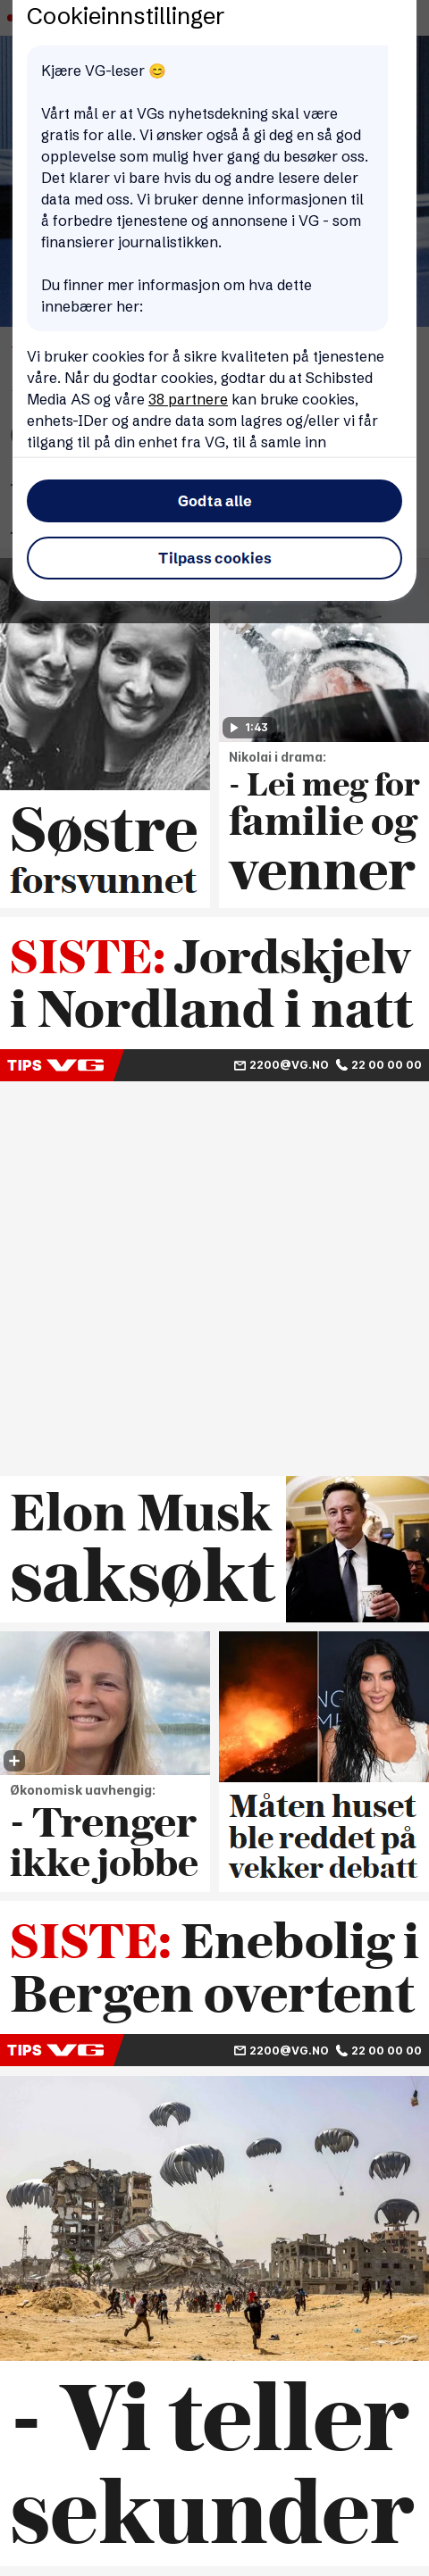 Cookieinnstillinger
Kjære VG-leser 😊
Vårt mål er at VGs nyhetsdekning skal være
gratis for alle. Vi ønsker også å gi deg en så god
opplevelse som mulig hver gang du besøker oss.
Det klarer vi bare hvis du og andre lesere deler
data med oss. Vi bruker denne informasjonen til
å forbedre tjenestene og annonsene i VG - som
finansierer journalistikken.
Du finner mer informasjon om hva dette
innebærer her:
Vi bruker cookies for å sikre kvaliteten på tjenestene
våre. Når du godtar cookies, godtar du at Schibsted
Media AS og våre 38 partnere kan bruke cookies,
enhets-IDer og andre data som lagres og/eller vi får
tilgang til på din enhet fra VG, til å samle inn
Godta alle
Tilpass cookies
Søstre
forsvunnet
1:43
Nikolai i drama:
- Lei meg for
familie og
venner
SISTE: Jordskjelv
i Nordland i natt
TIPS VG 2200@VG.NO 22 00 00 00
Elon Musk
saksøkt
Økonomisk uavhengig:
- Trenger
ikke jobbe
Måten huset
ble reddet på
vekker debatt
SISTE: Enebolig i
Bergen overtent
TIPS VG 2200@VG.NO 22 00 00 00
- Vi teller
sekunder